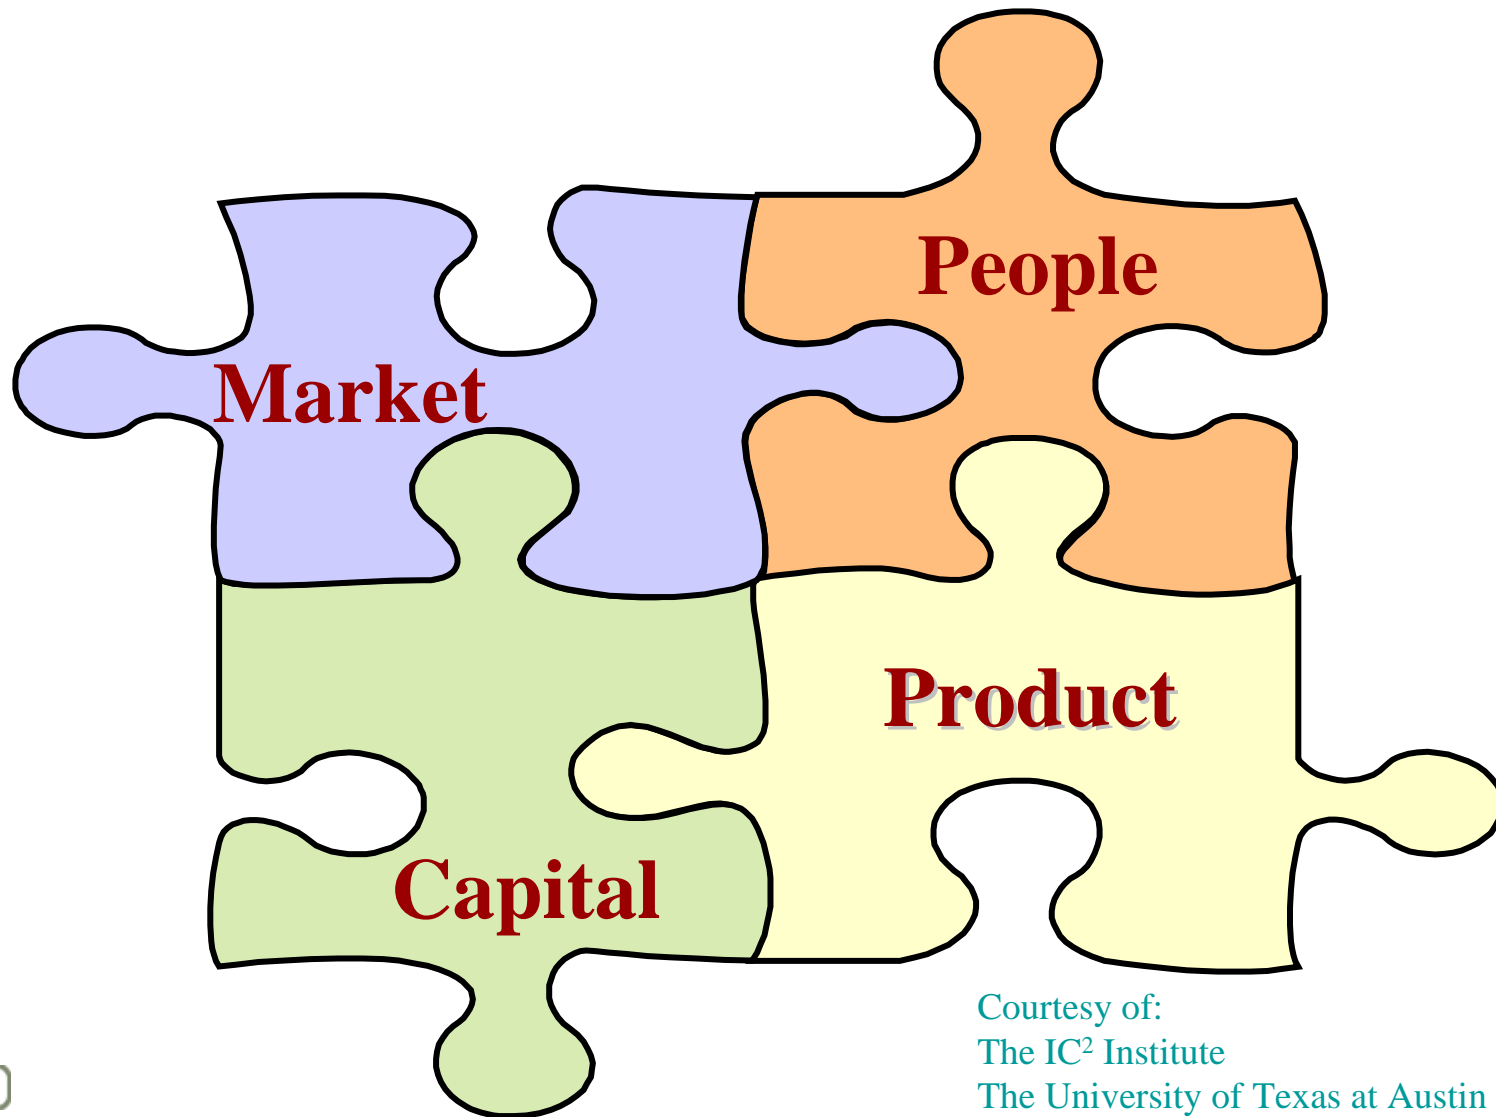 People
Market
Product
Capital
Courtesy of:
The IC² Institute
The University of Texas at Austin